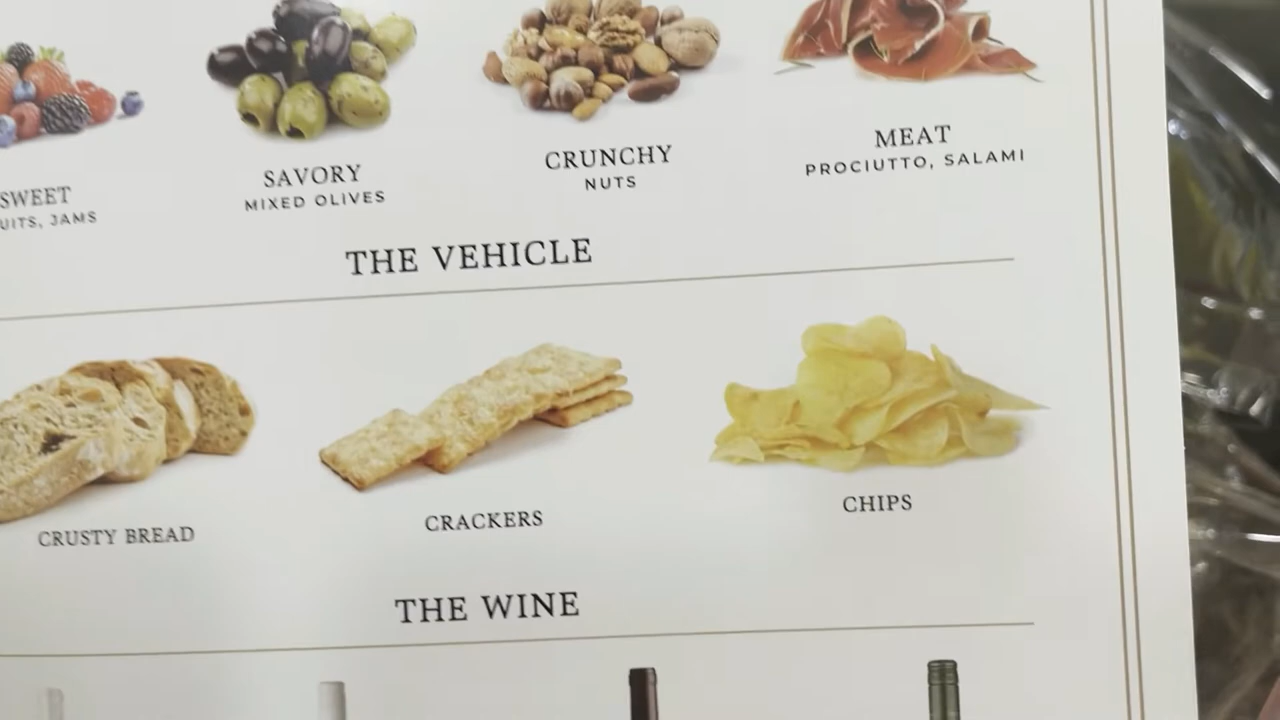 SWEET
UITS, JAMS
SAVORY
MIXED OLIVES
CRUNCHY
NUTS
MEAT
PROCIUTTO, SALAMI
THE VEHICLE
CRUSTY BREAD
CRACKERS
CHIPS
THE WINE